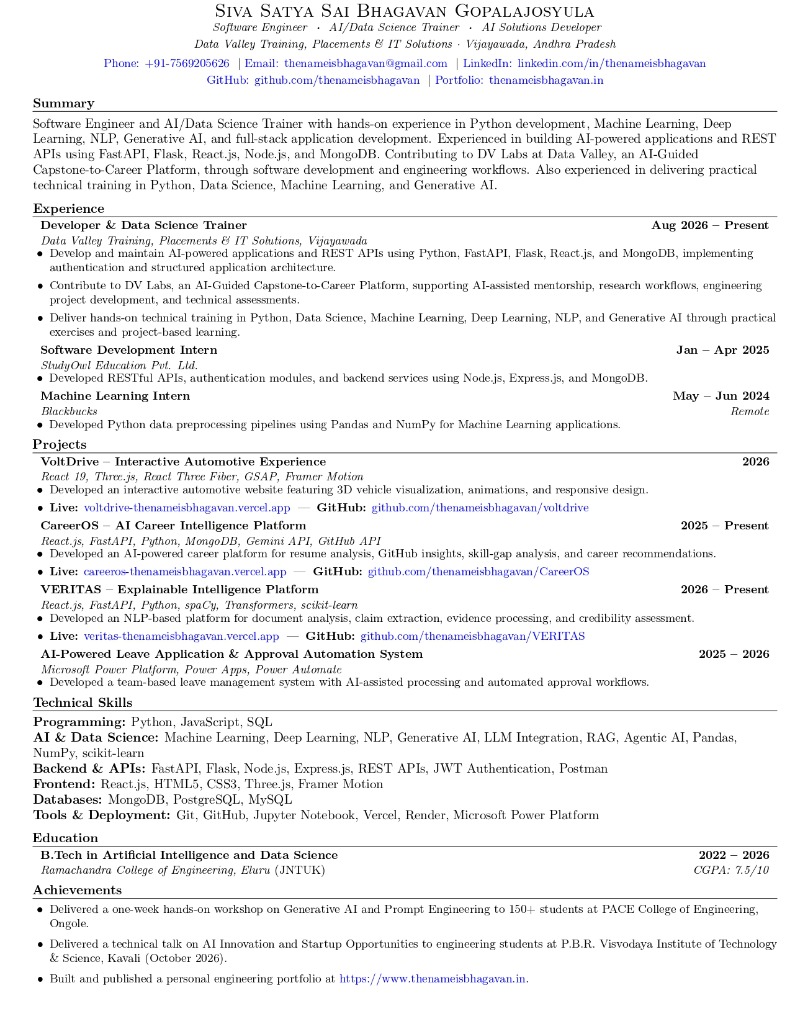 Siva Satya Sai Bhagavan Gopalajosyula
Software Engineer · AI/Data Science Trainer · AI Solutions Developer
Data Valley Training, Placements & IT Solutions · Vijayawada, Andhra Pradesh
Phone: +91-7569205626 | Email: thenameisbhagavan@gmail.com | LinkedIn: linkedin.com/in/thenameisbhagavan
GitHub: github.com/thenameisbhagavan | Portfolio: thenameisbhagavan.in
Summary
Software Engineer and AI/Data Science Trainer with hands-on experience in Python development, Machine Learning, Deep
Learning, NLP, Generative AI, and full-stack application development. Experienced in building AI-powered applications and REST
APIs using FastAPI, Flask, React.js, Node.js, and MongoDB. Contributing to DV Labs at Data Valley, an AI-Guided
Capstone-to-Career Platform, through software development and engineering workflows. Also experienced in delivering practical
technical training in Python, Data Science, Machine Learning, and Generative AI.
Experience
Developer & Data Science Trainer Aug 2026 – Present
Data Valley Training, Placements & IT Solutions, Vijayawada
• Develop and maintain AI-powered applications and REST APIs using Python, FastAPI, Flask, React.js, and MongoDB, implementing
authentication and structured application architecture.
• Contribute to DV Labs, an AI-Guided Capstone-to-Career Platform, supporting AI-assisted mentorship, research workflows, engineering
project development, and technical assessments.
• Deliver hands-on technical training in Python, Data Science, Machine Learning, Deep Learning, NLP, and Generative AI through practical
exercises and project-based learning.
Software Development Intern Jan – Apr 2025
StudyOwl Education Pvt. Ltd.
• Developed RESTful APIs, authentication modules, and backend services using Node.js, Express.js, and MongoDB.
Machine Learning Intern May – Jun 2024
Blackbucks Remote
• Developed Python data preprocessing pipelines using Pandas and NumPy for Machine Learning applications.
Projects
VoltDrive – Interactive Automotive Experience 2026
React 19, Three.js, React Three Fiber, GSAP, Framer Motion
• Developed an interactive automotive website featuring 3D vehicle visualization, animations, and responsive design.
• Live: voltdrive-thenameisbhagavan.vercel.app — GitHub: github.com/thenameisbhagavan/voltdrive
CareerOS – AI Career Intelligence Platform 2025 – Present
React.js, FastAPI, Python, MongoDB, Gemini API, GitHub API
• Developed an AI-powered career platform for resume analysis, GitHub insights, skill-gap analysis, and career recommendations.
• Live: careeros-thenameisbhagavan.vercel.app — GitHub: github.com/thenameisbhagavan/CareerOS
VERITAS – Explainable Intelligence Platform 2026 – Present
React.js, FastAPI, Python, spaCy, Transformers, scikit-learn
• Developed an NLP-based platform for document analysis, claim extraction, evidence processing, and credibility assessment.
• Live: veritas-thenameisbhagavan.vercel.app — GitHub: github.com/thenameisbhagavan/VERITAS
AI-Powered Leave Application & Approval Automation System 2025 – 2026
Microsoft Power Platform, Power Apps, Power Automate
• Developed a team-based leave management system with AI-assisted processing and automated approval workflows.
Technical Skills
Programming: Python, JavaScript, SQL
AI & Data Science: Machine Learning, Deep Learning, NLP, Generative AI, LLM Integration, RAG, Agentic AI, Pandas,
NumPy, scikit-learn
Backend & APIs: FastAPI, Flask, Node.js, Express.js, REST APIs, JWT Authentication, Postman
Frontend: React.js, HTML5, CSS3, Three.js, Framer Motion
Databases: MongoDB, PostgreSQL, MySQL
Tools & Deployment: Git, GitHub, Jupyter Notebook, Vercel, Render, Microsoft Power Platform
Education
B.Tech in Artificial Intelligence and Data Science 2022 – 2026
Ramachandra College of Engineering, Eluru (JNTUK) CGPA: 7.5/10
Achievements
• Delivered a one-week hands-on workshop on Generative AI and Prompt Engineering to 150+ students at PACE College of Engineering,
Ongole.
• Delivered a technical talk on AI Innovation and Startup Opportunities to engineering students at P.B.R. Visvodaya Institute of Technology
& Science, Kavali (October 2026).
• Built and published a personal engineering portfolio at https://www.thenameisbhagavan.in.